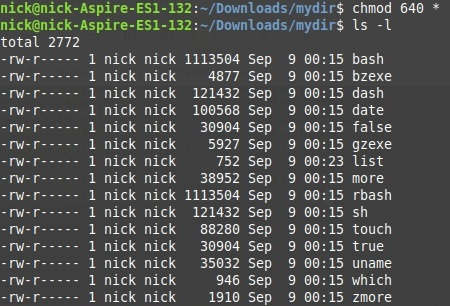 nick@nick-Aspire-ES1-132:~/Downloads/mydir$ chmod 640 *
nick@nick-Aspire-ES1-132:~/Downloads/mydir$ ls -l
total 2772
-rw-r----- 1 nick nick 1113504 Sep  9 00:15 bash
-rw-r----- 1 nick nick    4877 Sep  9 00:15 bzexe
-rw-r----- 1 nick nick  121432 Sep  9 00:15 dash
-rw-r----- 1 nick nick  100568 Sep  9 00:15 date
-rw-r----- 1 nick nick   30904 Sep  9 00:15 false
-rw-r----- 1 nick nick    5927 Sep  9 00:15 gzexe
-rw-r----- 1 nick nick     752 Sep  9 00:23 list
-rw-r----- 1 nick nick   38952 Sep  9 00:15 more
-rw-r----- 1 nick nick 1113504 Sep  9 00:15 rbash
-rw-r----- 1 nick nick  121432 Sep  9 00:15 sh
-rw-r----- 1 nick nick   88280 Sep  9 00:15 touch
-rw-r----- 1 nick nick   30904 Sep  9 00:15 true
-rw-r----- 1 nick nick   35032 Sep  9 00:15 uname
-rw-r----- 1 nick nick     946 Sep  9 00:15 which
-rw-r----- 1 nick nick    1910 Sep  9 00:15 zmore